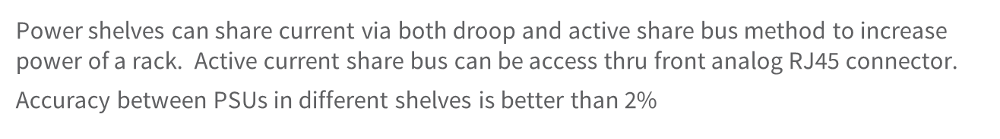 Power shelves can share current via both droop and active share bus method to increase
power of a rack.  Active current share bus can be access thru front analog RJ45 connector.
Accuracy between PSUs in different shelves is better than 2%